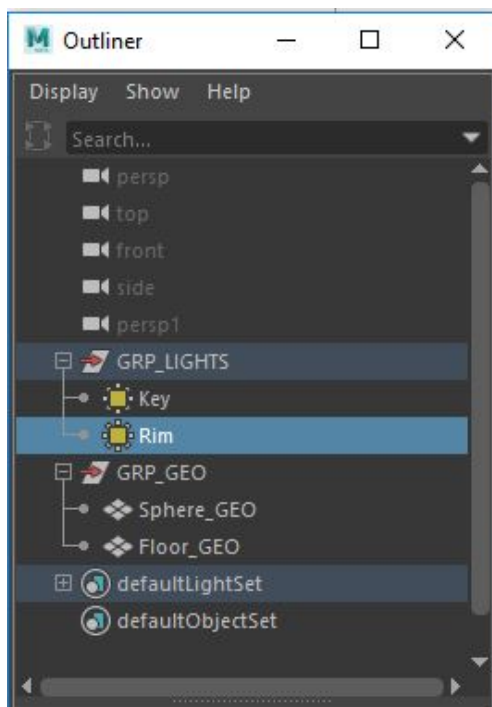 Outliner
Display Show Help
Search...
persp
top
front
side
persp1
GRP_LIGHTS
Key
Rim
GRP_GEO
Sphere_GEO
Floor_GEO
defaultLightSet
defaultObjectSet